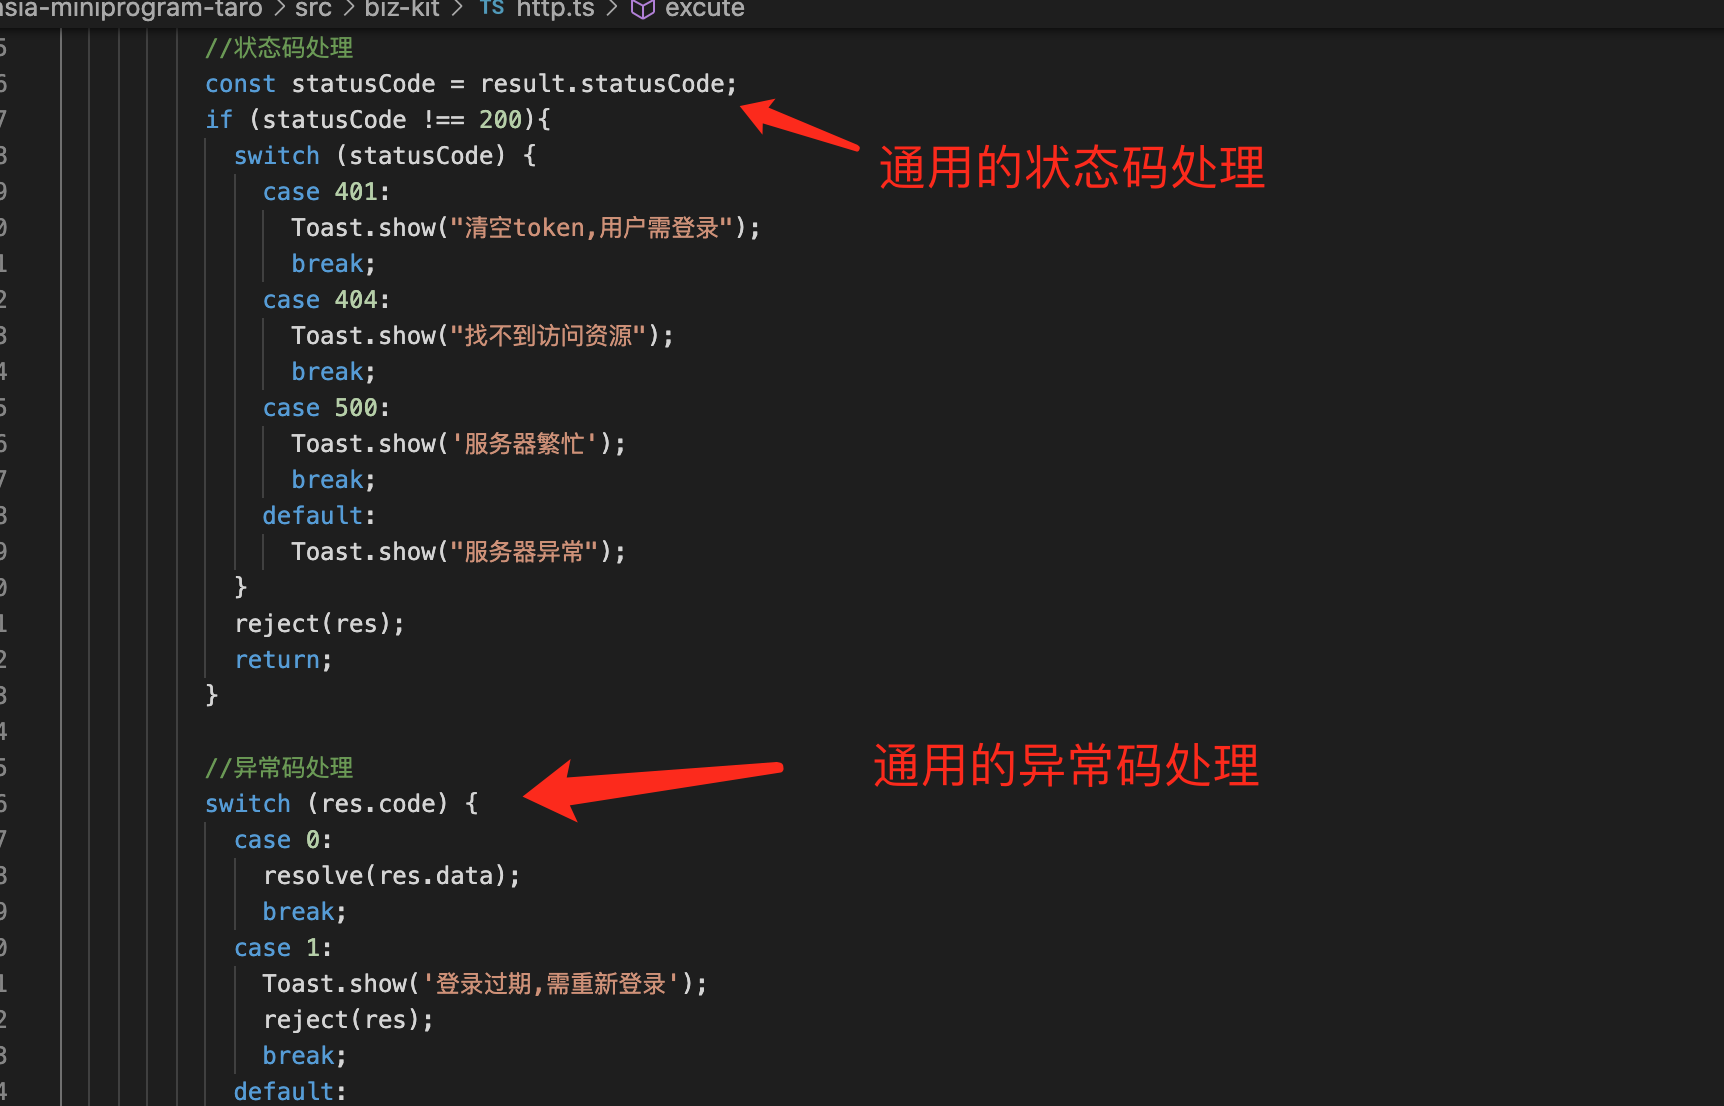 asia-miniprogram-taro > src > biz-kit > TS http.ts > excute
//状态码处理
const statusCode = result.statusCode;
if (statusCode !== 200){
通用的状态码处理
switch (statusCode) {
case 401:
Toast.show("清空token,用户需登录");
break;
case 404:
Toast.show("找不到访问资源");
break;
case 500:
Toast.show('服务器繁忙');
break;
default:
Toast.show("服务器异常");
}
reject(res);
return;
}
//异常码处理
通用的异常码处理
switch (res.code) {
case 0:
resolve(res.data);
break;
case 1:
Toast.show('登录过期,需重新登录');
reject(res);
break;
default: